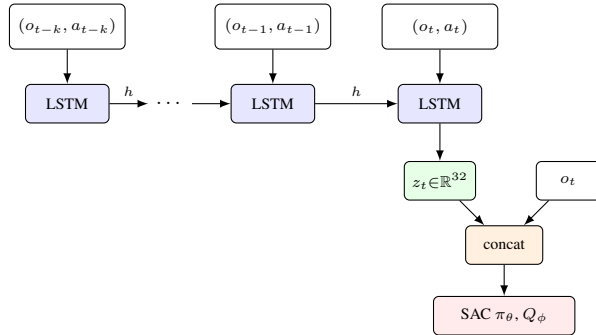 (o_{t−k}, a_{t−k}) (o_{t−1}, a_{t−1}) (o_t, a_t)
LSTM h · · · LSTM h LSTM
z_t∈ℝ^{32} o_t
concat
SAC π_θ, Q_ϕ